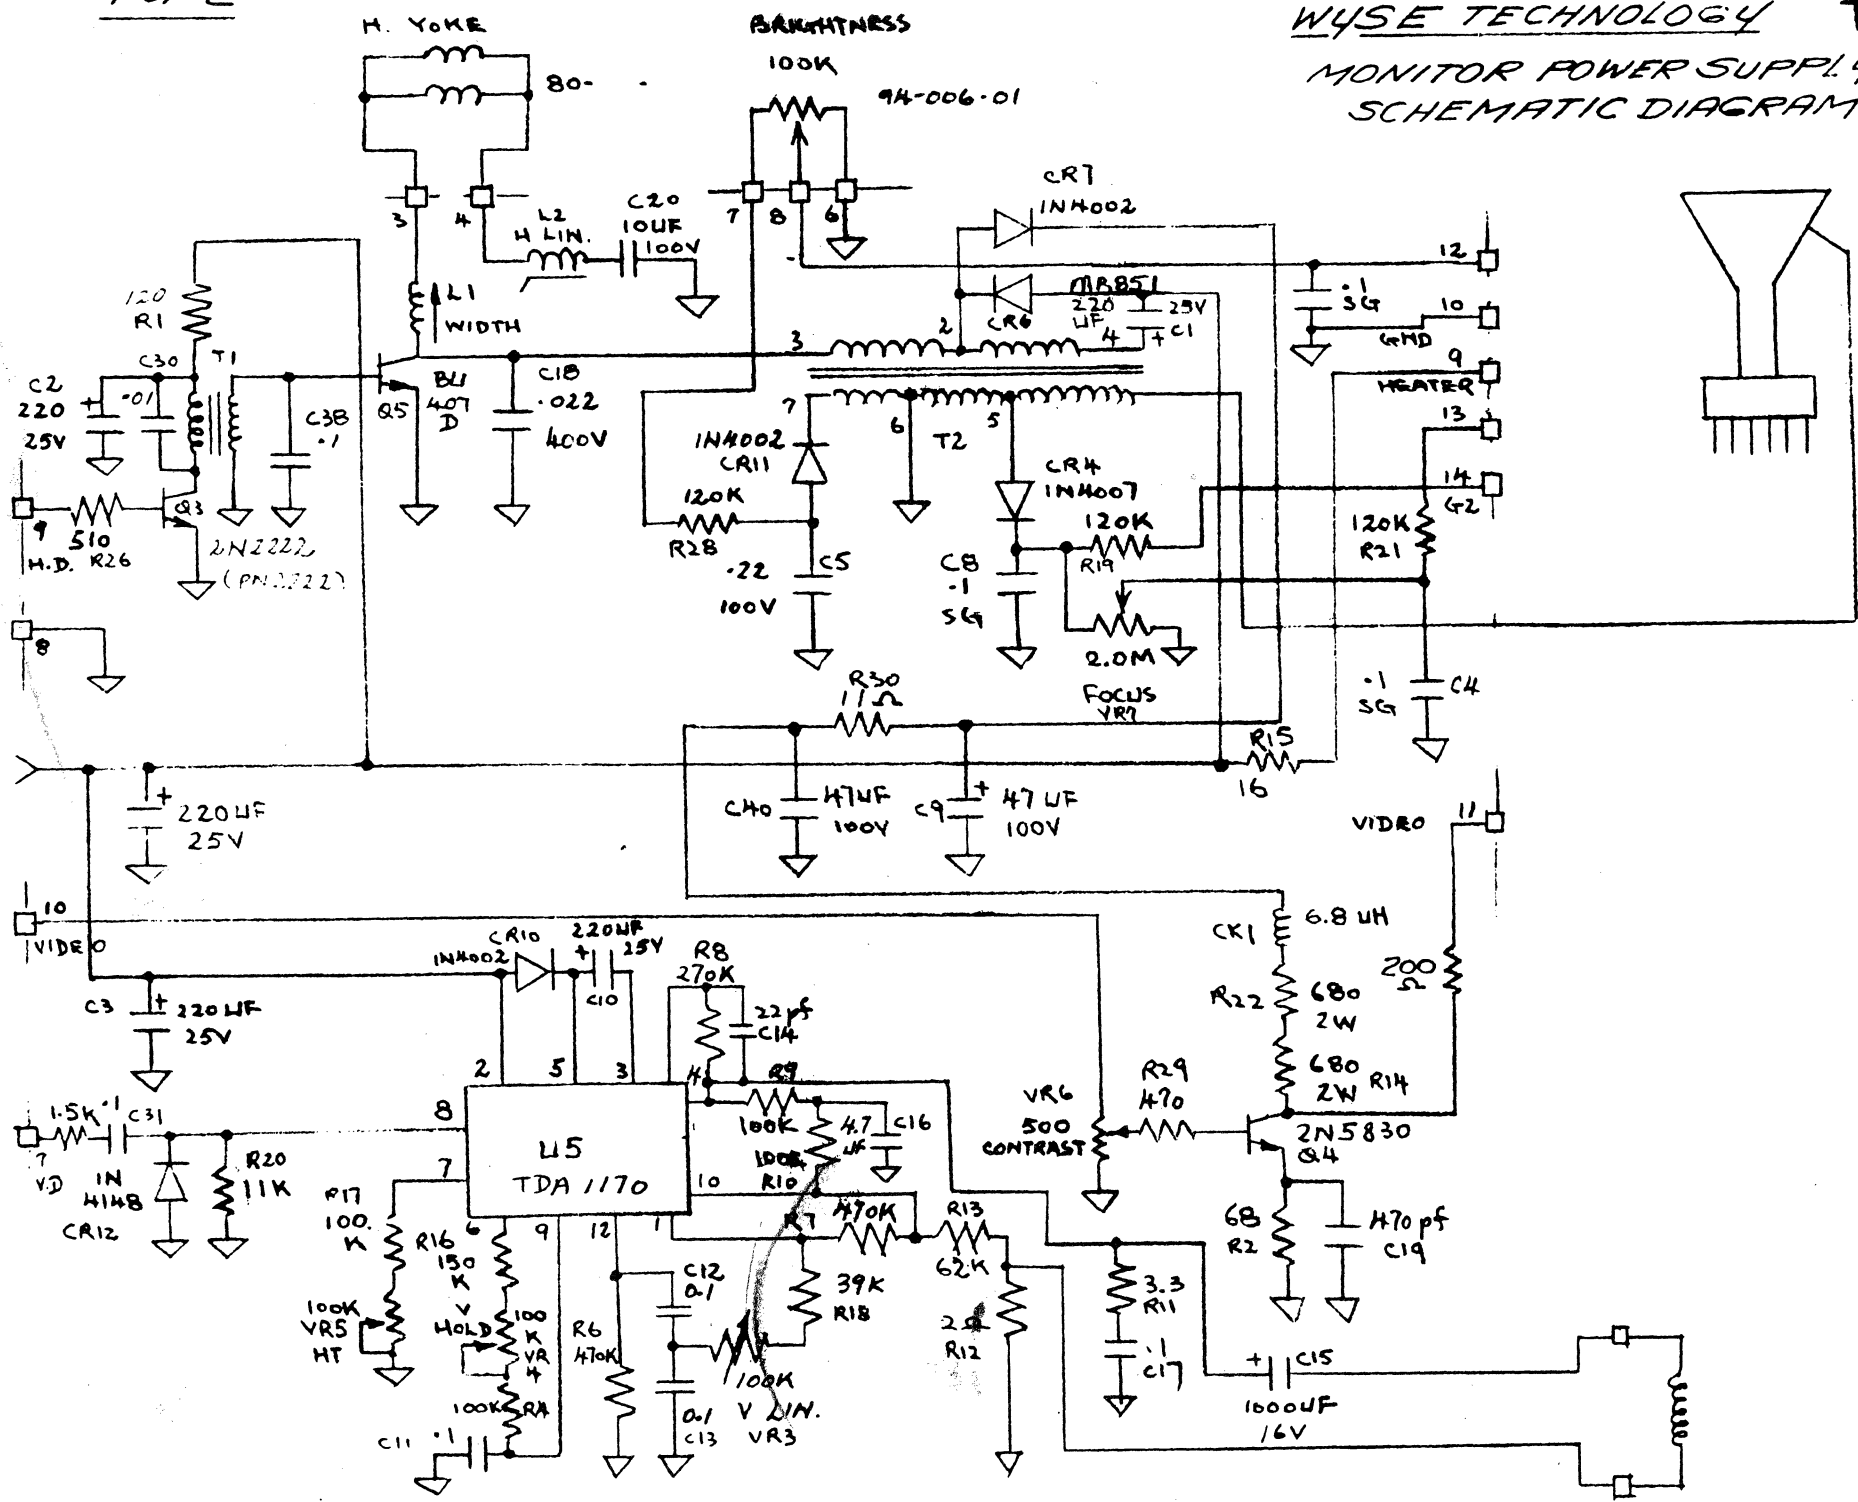 WYSE TECHNOLOGY
MONITOR POWER SUPPLY
SCHEMATIC DIAGRAM
H. YOKE
80-
BRIGHTNESS
100K
94-006-01
3
4
L2
H LIN.
C20
10UF
100V
7
8
6
CR7
1N4002
12
.1
SG
10
GND
9
HEATER
13
14
G2
120
R1
L1
WIDTH
MR851
CR6
220
UF
25V
+ C1
2
3
4
C30
.01
T1
C2
220
25V
+
C38
.1
Q5
BU
407
D
C18
.022
400V
7
6
5
T2
1N4002
CR11
CR4
1N4007
120K
R28
120K
R19
120K
R21
9
H.D.
510
R26
Q3
2N2222
(PN2222)
.22
100V
C5
C8
.1
SG
2.0M
FOCUS
VR7
8
R30
11Ω
.1
SG
C4
R15
16
+
220UF
25V
C40
47UF
100V
C9
+
47UF
100V
VIDEO
11
10
VIDEO
CR10
1N4002
220UF
25V
+
C10
R8
270K
22pf
C14
CK1
6.8 UH
200
Ω
R22
680
2W
C3
+
220UF
25V
2
5
3
4
R9
100K
680
2W
R14
1.5K
.1
C31
8
7
V.D
1N
4148
CR12
R20
11K
7
U5
TDA 1170
10
100K
R10
4.7
UF
C16
VR6
500
CONTRAST
R29
470
2N5830
Q4
R17
100.
K
6
9
12
1
R16
150
K
R7
470K
R13
62K
68
R2
470pf
C19
100K
VR5
HT
V
HOLD
100
K
VR
4
R6
470K
C12
0.1
39K
R18
R12
3.3
R11
.1
C17
100K
R4
C11
.1
0.1
C13
100K
V LIN.
VR3
+
C15
1000UF
16V